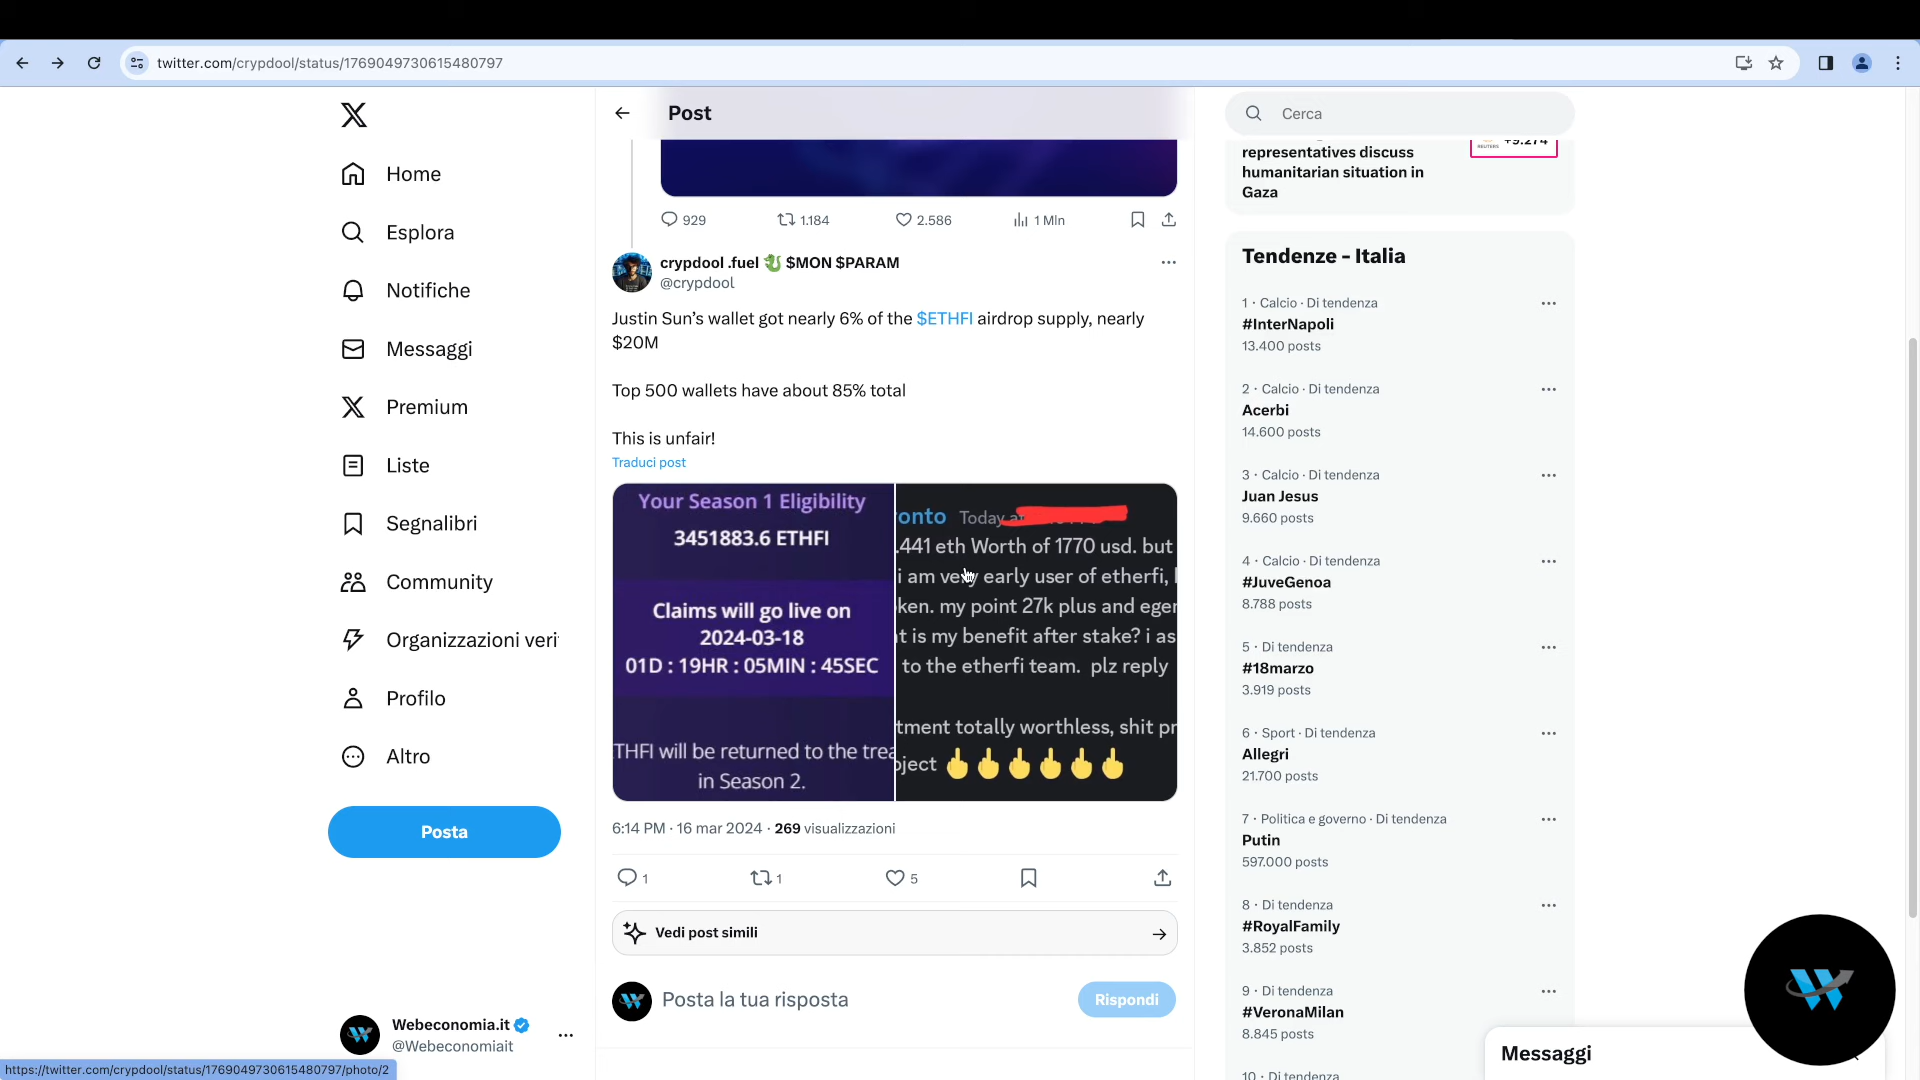 twitter.com/crypdool/status/1769049730615480797
Home
Esplora
Notifiche
Messaggi
Premium
Liste
Segnalibri
Community
Organizzazioni veri
Profilo
Altro
Posta
Webeconomia.it
@Webeconomiait
https://twitter.com/crypdool/status/1769049730615480797/photo/2
Post
929
1.184
2.586
1 Mln
crypdool .fuel 🐉 $MON $PARAM
@crypdool
Justin Sun’s wallet got nearly 6% of the $ETHFI airdrop supply, nearly
$20M
Top 500 wallets have about 85% total
This is unfair!
Traduci post
Your Season 1 Eligibility
3451883.6 ETHFI
Claims will go live on
2024-03-18
01D : 19HR : 05MIN : 45SEC
THFI will be returned to the trea
in Season 2.
onto Today a
.441 eth Worth of 1770 usd. but
i am very early user of etherfi,
ken. my point 27k plus and eger
t is my benefit after stake? i as
to the etherfi team. plz reply
tment totally worthless, shit pr
oject 🖕🖕🖕🖕🖕🖕
6:14 PM · 16 mar 2024 · 269 visualizzazioni
1
1
5
Vedi post simili
Posta la tua risposta
Rispondi
Cerca
representatives discuss
humanitarian situation in
Gaza
REUTERS
Tendenze - Italia
1 · Calcio · Di tendenza
#InterNapoli
13.400 posts
2 · Calcio · Di tendenza
Acerbi
14.600 posts
3 · Calcio · Di tendenza
Juan Jesus
9.660 posts
4 · Calcio · Di tendenza
#JuveGenoa
8.788 posts
5 · Di tendenza
#18marzo
3.919 posts
6 · Sport · Di tendenza
Allegri
21.700 posts
7 · Politica e governo · Di tendenza
Putin
597.000 posts
8 · Di tendenza
#RoyalFamily
3.852 posts
9 · Di tendenza
#VeronaMilan
8.845 posts
10 · Di tendenza
Messaggi